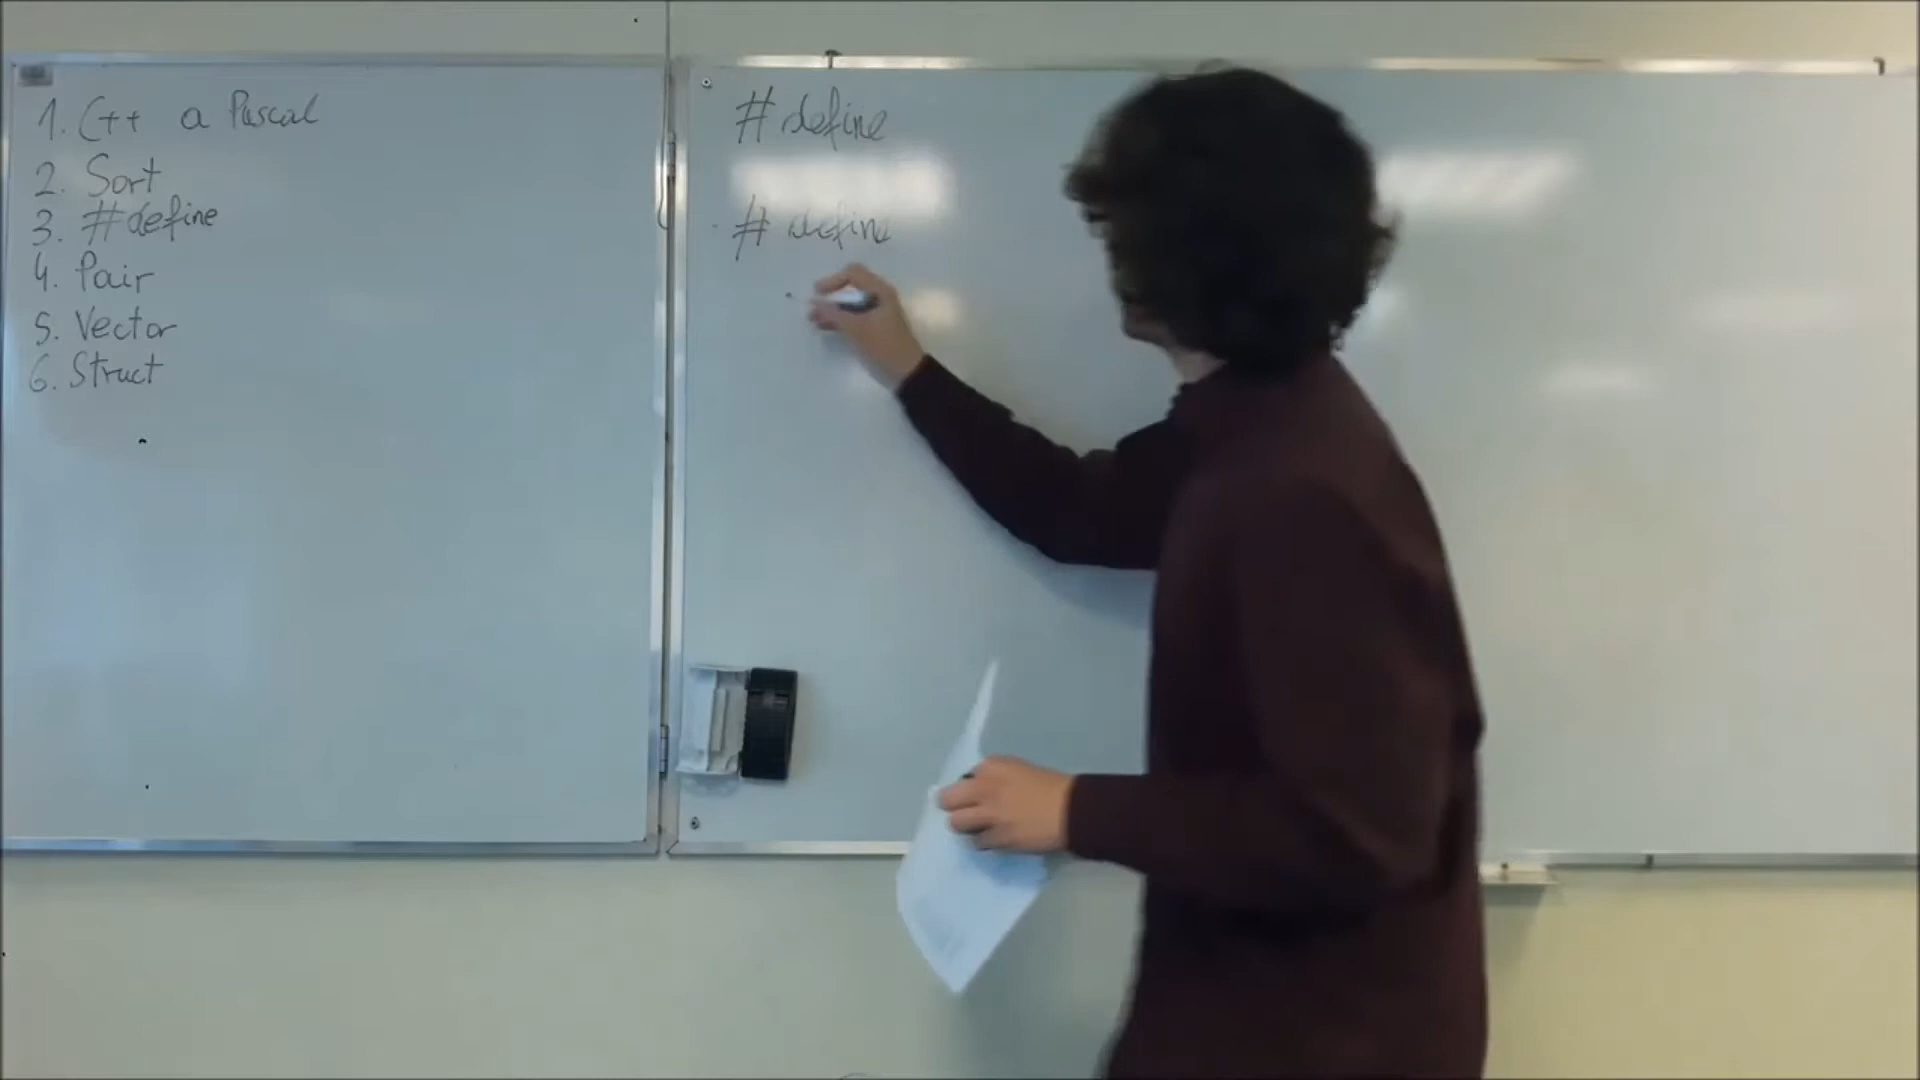 1. C++ a Pascal
2. Sort
3. #define
4. Pair
5. Vector
6. Struct
#define
#define